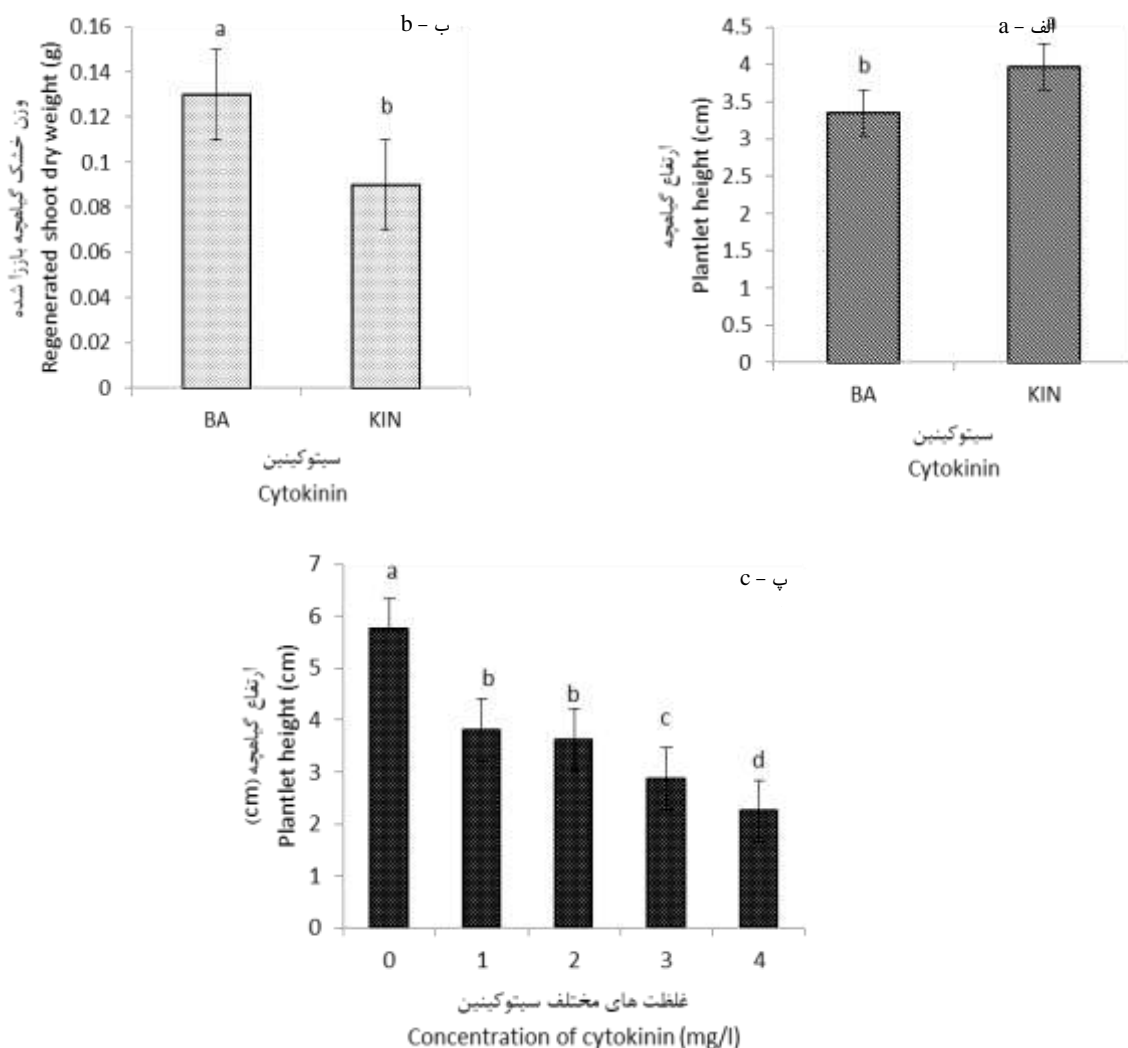 ب – b
0.16
0.14
0.12
0.1
0.08
0.06
0.04
0.02
0
a
b
وزن خشک گیاهچه باززا شده
Regenerated shoot dry weight (g)
BA
KIN
سیتوکینین
Cytokinin
الف – a
4.5
4
3.5
3
2.5
2
1.5
1
0.5
0
b
a
ارتفاع گیاهچه
Plantlet height (cm)
BA
KIN
سیتوکینین
Cytokinin
پ – c
7
6
5
4
3
2
1
0
a
b
b
c
d
ارتفاع گیاهچه (cm)
Plantlet height (cm)
0 1 2 3 4
غلظت های مختلف سیتوکینین
Concentration of cytokinin (mg/l)